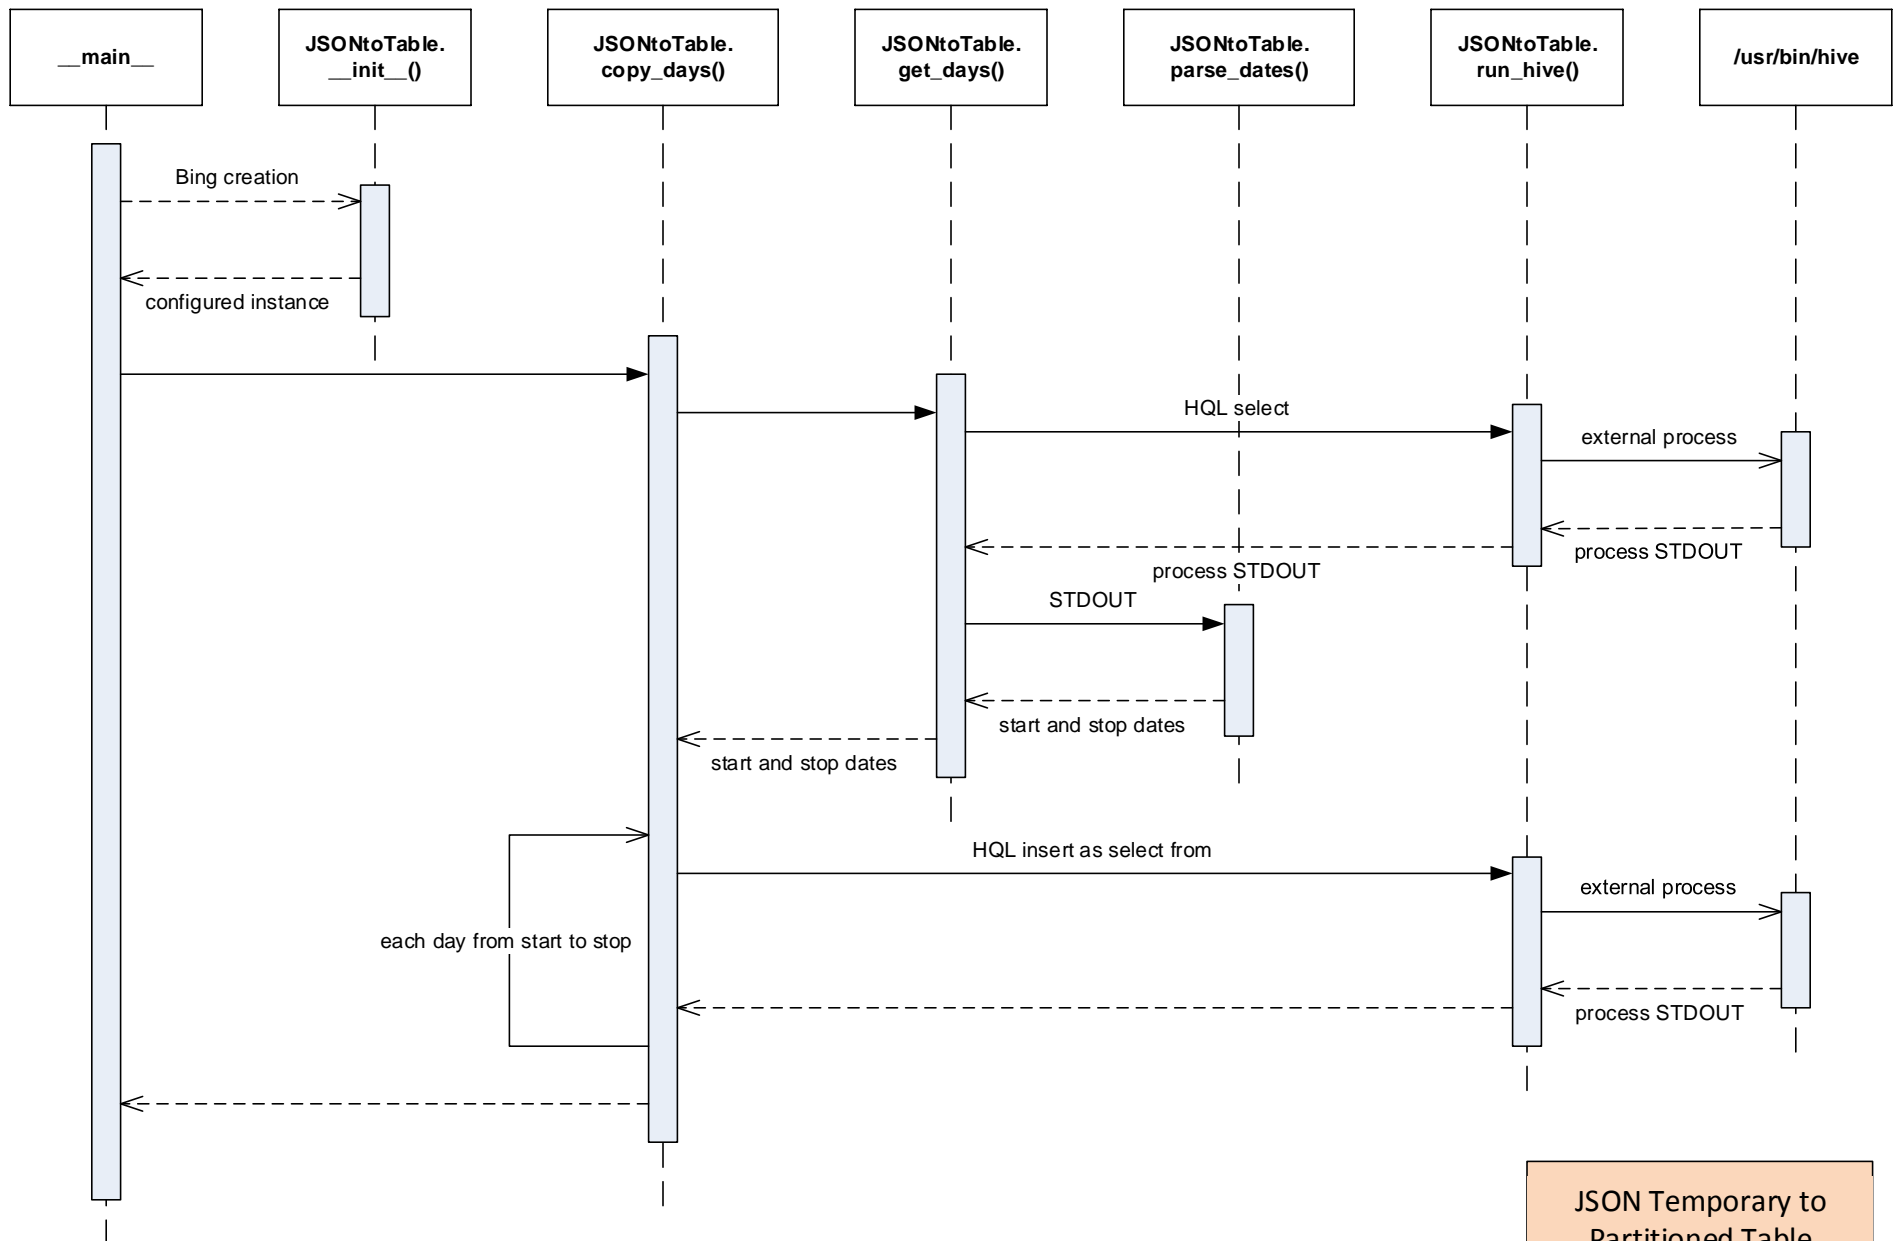 __main__
JSONtoTable.
__init__()
JSONtoTable.
copy_days()
JSONtoTable.
get_days()
JSONtoTable.
parse_dates()
JSONtoTable.
run_hive()
/usr/bin/hive
Bing creation
configured instance
HQL select
external process
process STDOUT
process STDOUT
STDOUT
start and stop dates
start and stop dates
HQL insert as select from
external process
each day from start to stop
process STDOUT
JSON Temporary to
Partitioned Table